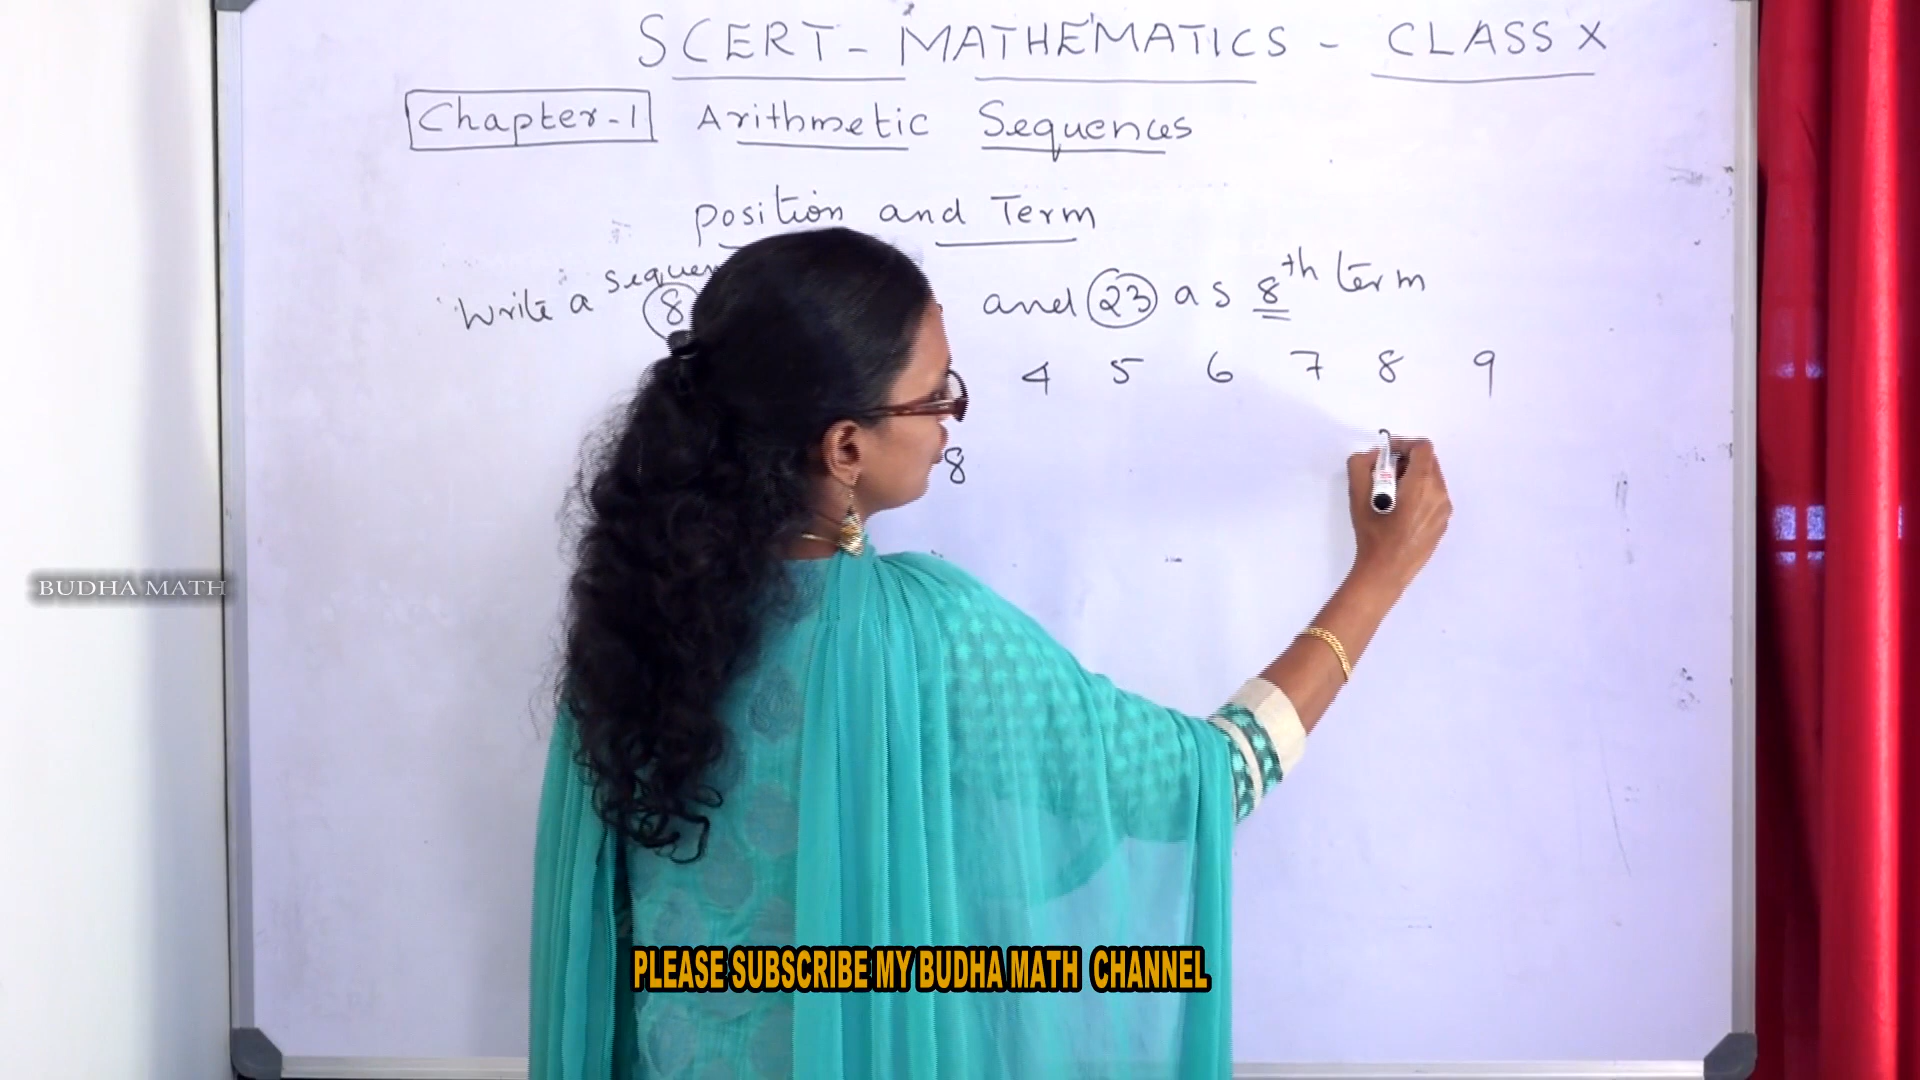 SCERT - MATHEMATICS - CLASS X
Chapter-1 Arithmetic Sequences
Position and Term
Write a 8 and 23 as 8th term
4 5 6 7 8 9
8
BUDHA MATH
PLEASE SUBSCRIBE MY BUDHA MATH CHANNEL